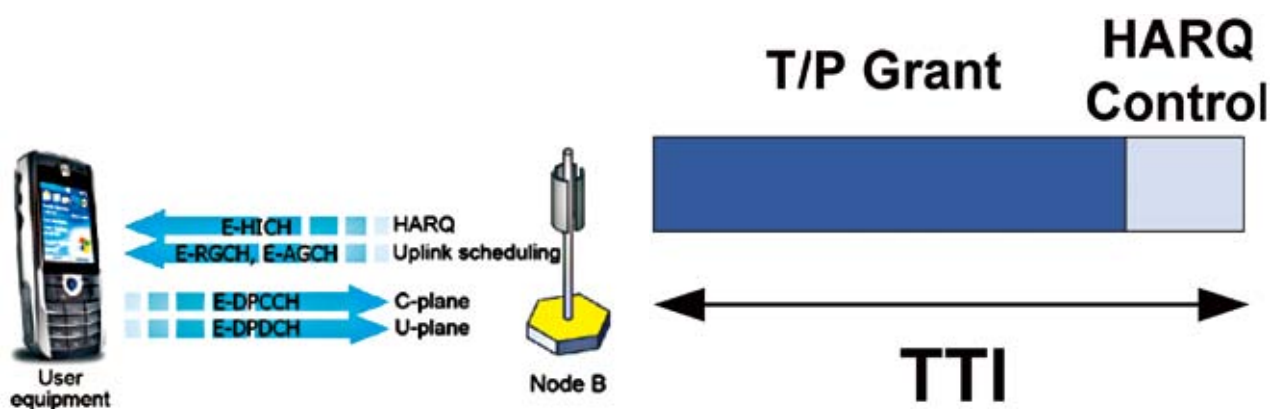 T/P Grant
HARQ
Control
E-HICH
HARQ
E-RGCH, E-AGCH
Uplink scheduling
E-DPCCH
C-plane
E-DPDCH
U-plane
User
equipment
Node B
TTI